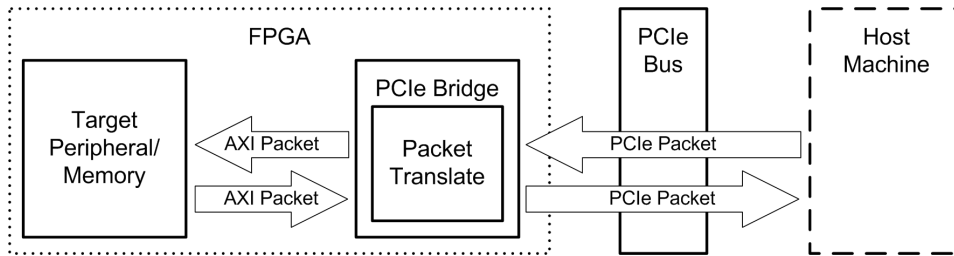 FPGA
PCIe
Bus
Host
Machine
Target
Peripheral/
Memory
PCIe Bridge
Packet
Translate
AXI Packet
AXI Packet
PCIe Packet
PCIe Packet